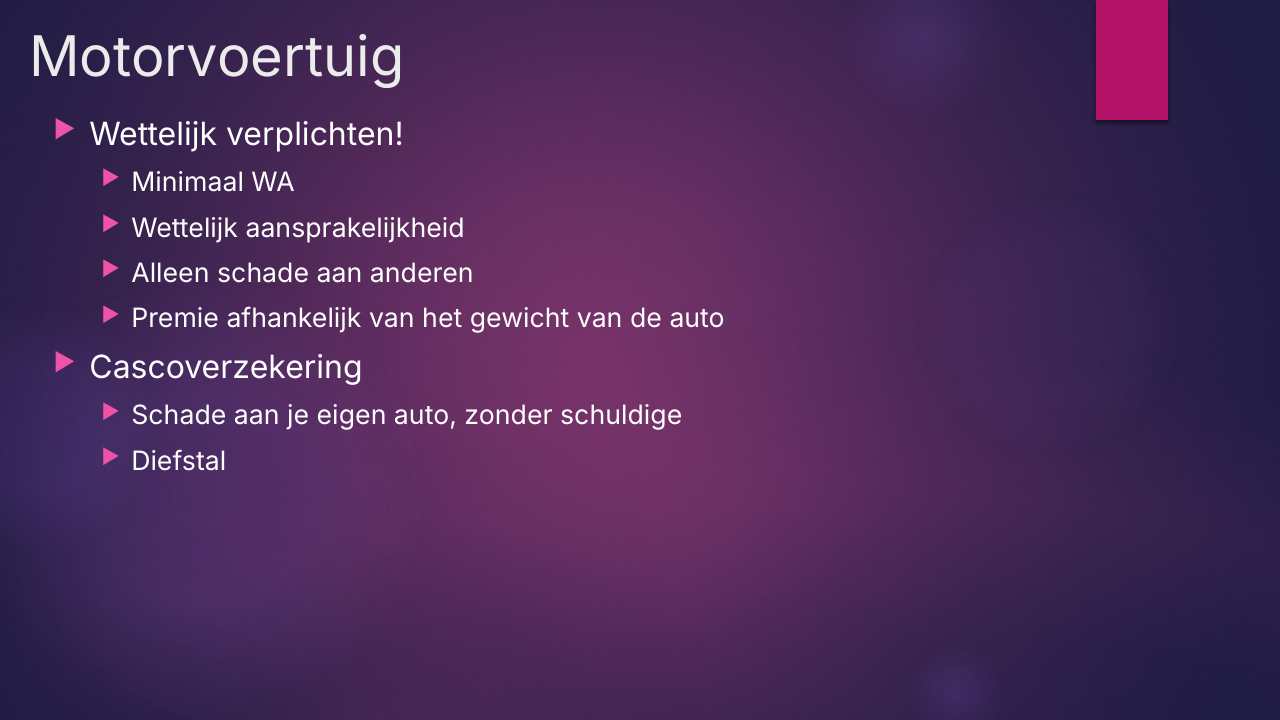 Motorvoertuig
Wettelijk verplichten!
Minimaal WA
Wettelijk aansprakelijkheid
Alleen schade aan anderen
Premie afhankelijk van het gewicht van de auto
Cascoverzekering
Schade aan je eigen auto, zonder schuldige
Diefstal